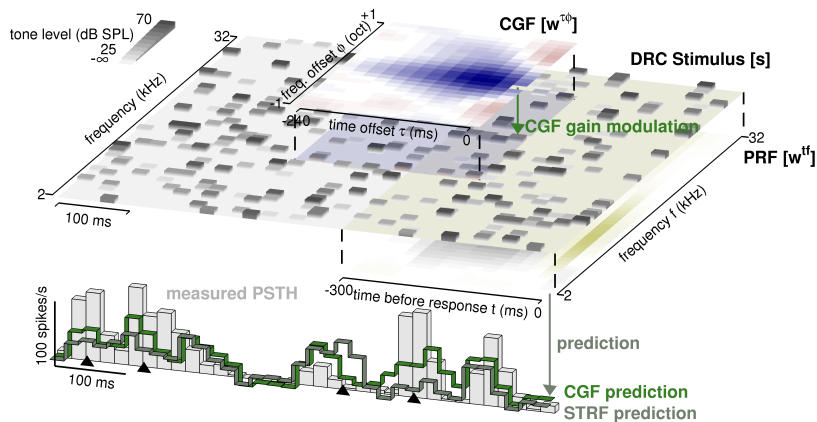 tone level (dB SPL)
70
25
-∞
32
frequency (kHz)
2
100 ms
+1
freq. offset ϕ (oct)
-1
-240
time offset τ (ms)
0
CGF [w^τϕ]
DRC Stimulus [s]
CGF gain modulation
32
PRF [w^tf]
frequency f (kHz)
2
-300
time before response t (ms)
0
measured PSTH
100 spikes/s
100 ms
prediction
CGF prediction
STRF prediction